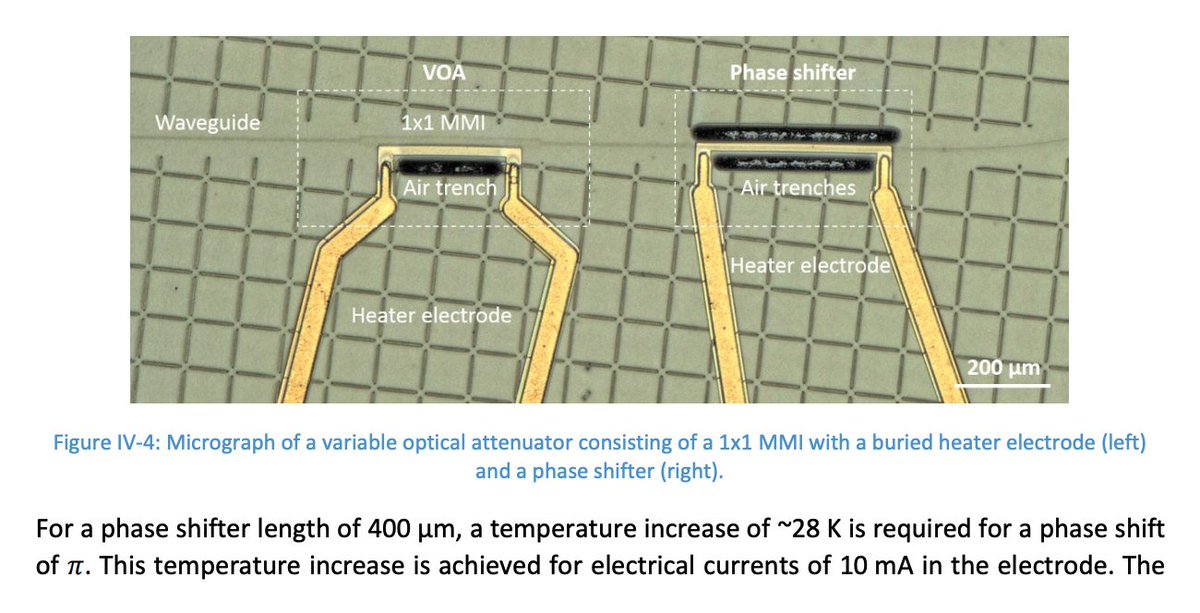 VOA
Phase shifter
Waveguide
1x1 MMI
Air trench
Air trenches
Heater electrode
Heater electrode
200 µm
Figure IV-4: Micrograph of a variable optical attenuator consisting of a 1x1 MMI with a buried heater electrode (left)
and a phase shifter (right).
For a phase shifter length of 400 µm, a temperature increase of ~28 K is required for a phase shift
of π. This temperature increase is achieved for electrical currents of 10 mA in the electrode. The